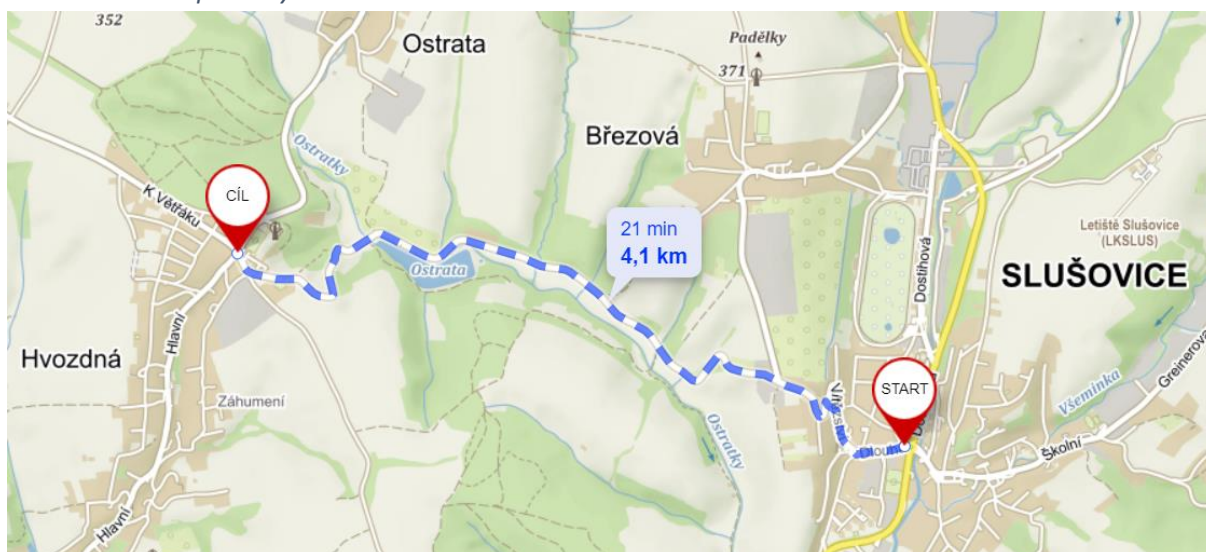 352
Ostrata
Padělky
371
Březová
Ostratky
K Větřáku
CÍL
21 min
4,1 km
Ostrata
Letiště Slušovice
(LKSLUS)
SLUŠOVICE
Dostihová
Hlavní
Hvozdná
Záhumení
START
Všeminka
Greinerova
Ostratky
Školní
Hlavní